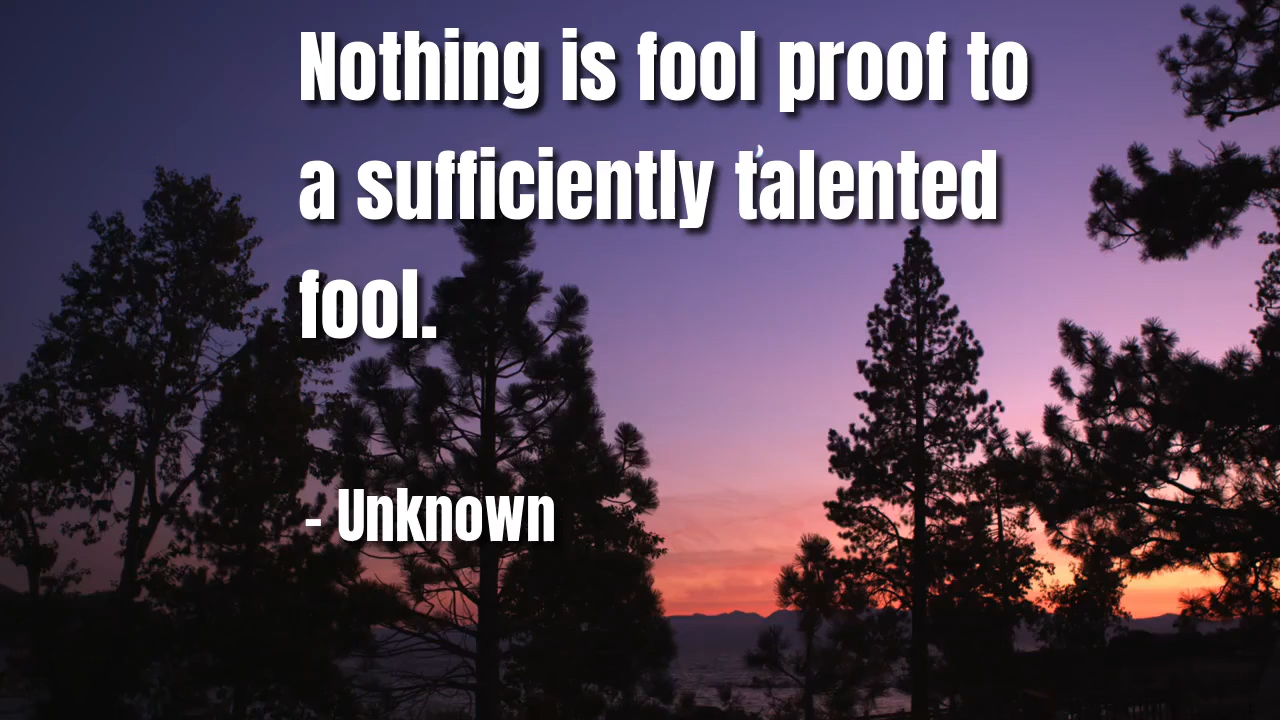 Nothing is fool proof to
a sufficiently talented
fool.
- Unknown